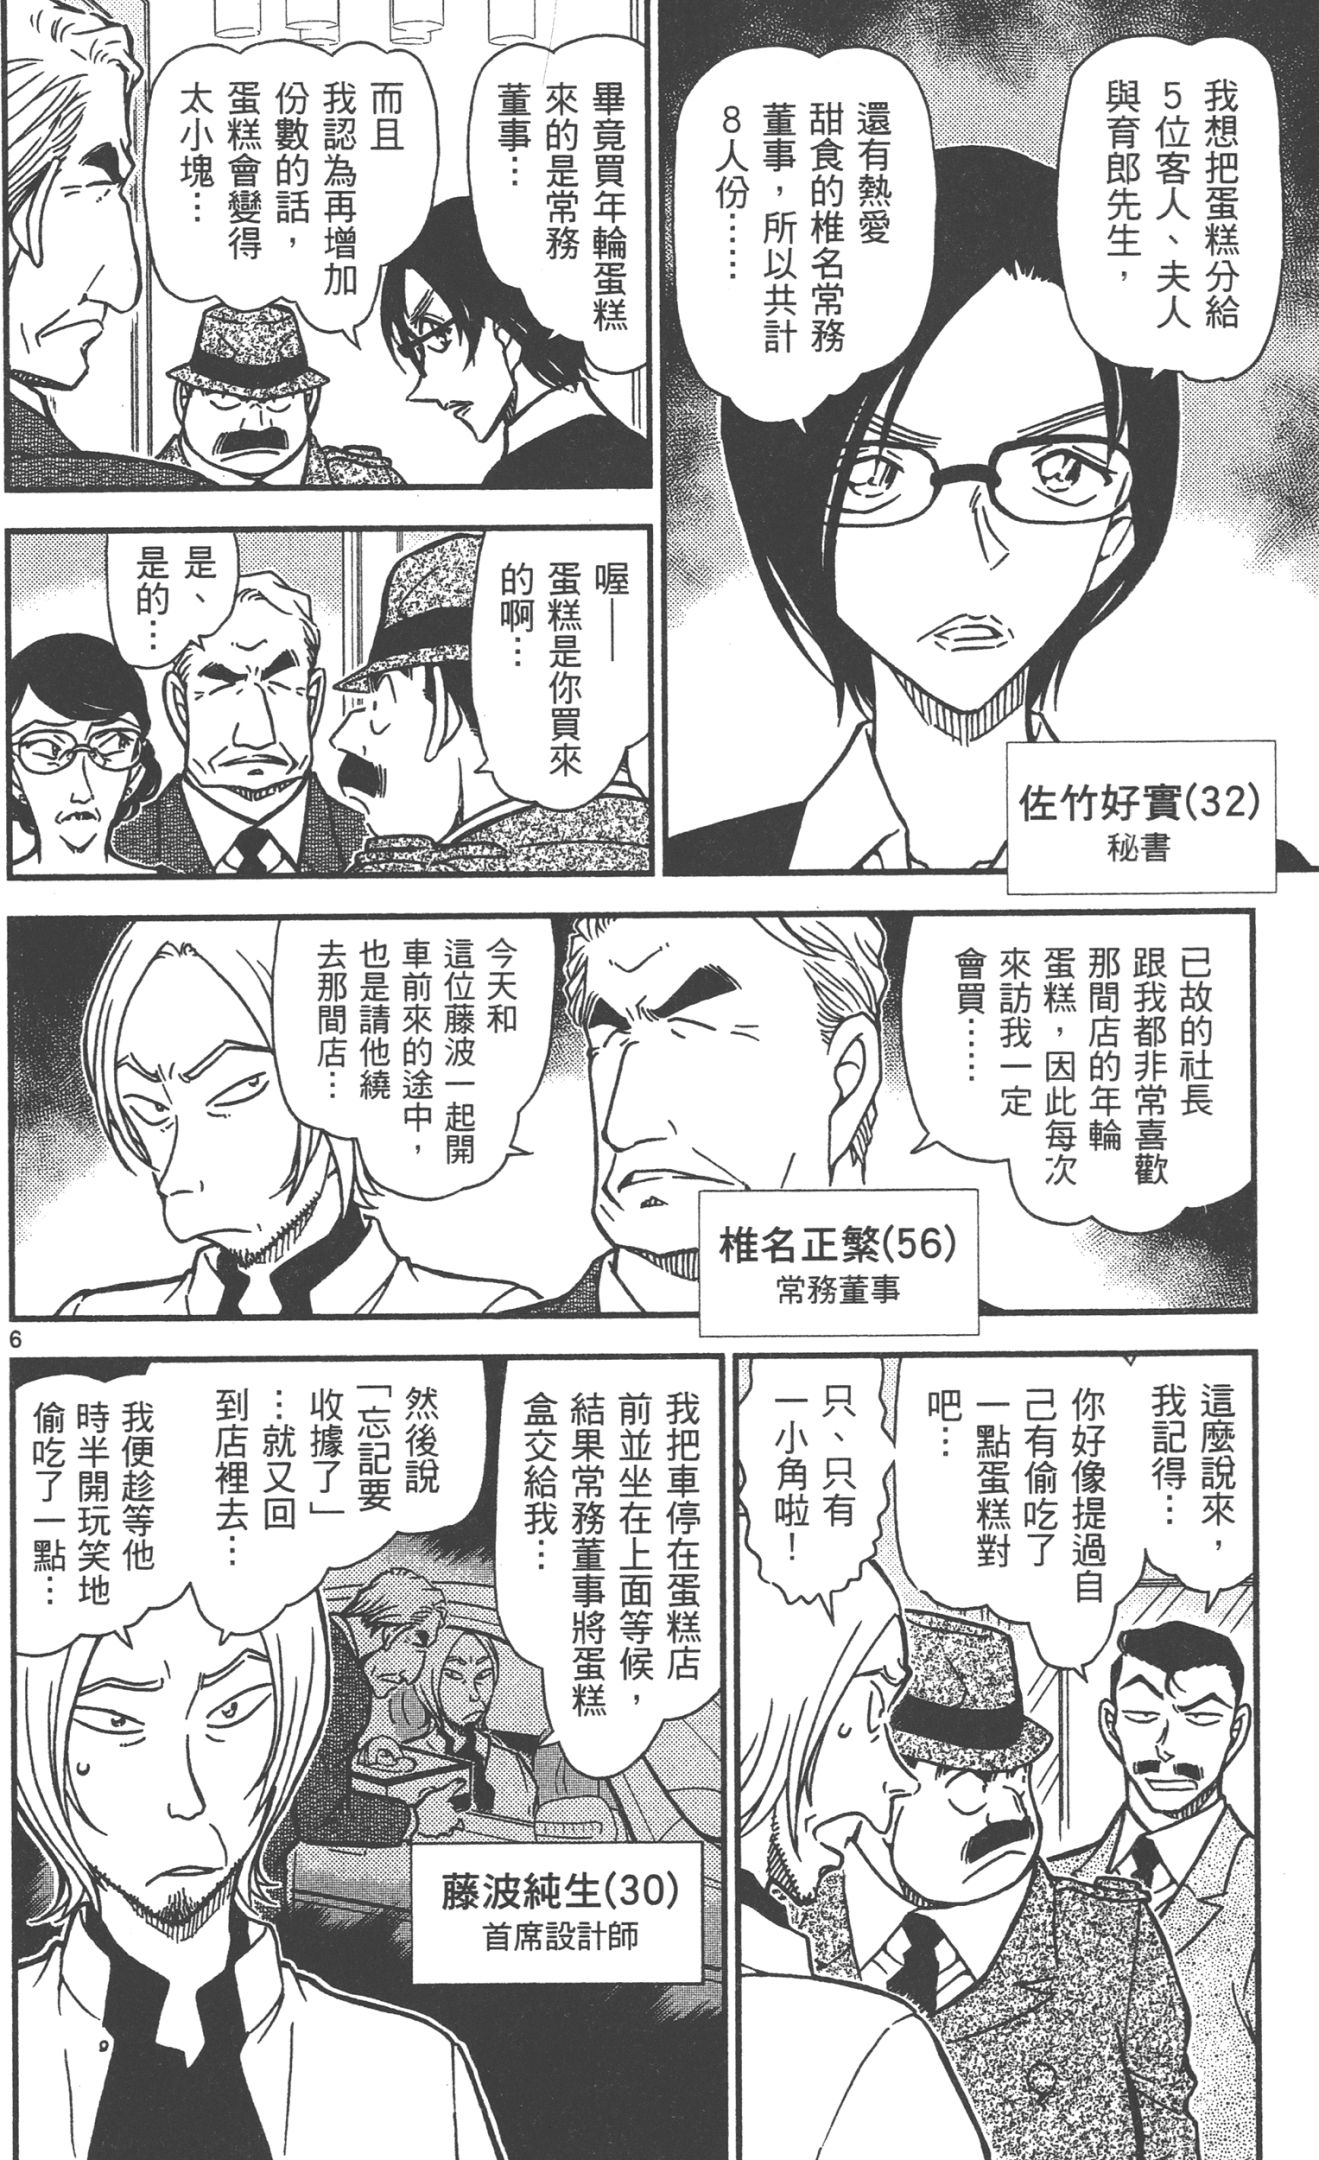 我想把蛋糕分給
5位客人、夫人
與育郎先生，
還有熱愛
甜食的椎名常務
董事，所以共計
8人份……
佐竹好實(32)
秘書
畢竟買年輪蛋糕
來的是常務
董事…
而且
我認為再增加
份數的話，
蛋糕會變得
太小塊…
喔——
蛋糕是你買來
的啊…
是、
是的…
已故的社長
跟我都非常喜歡
那間店的年輪
蛋糕，因此每次
來訪我一定
會買……
今天和
這位藤波一起開
車前來的途中，
也是請他繞
去那間店…
椎名正繁(56)
常務董事
6
這麼說來，
我記得…
你好像提過自
己有偷吃了
一點蛋糕對
吧…
只、只有
一小角啦！
我把車停在蛋糕店
前並坐在上面等候，
結果常務董事將蛋糕
盒交給我…
然後說
「忘記要
收據了」
…就又回
到店裡去…
我便趁等他
時半開玩笑地
偷吃了一點…
藤波純生(30)
首席設計師